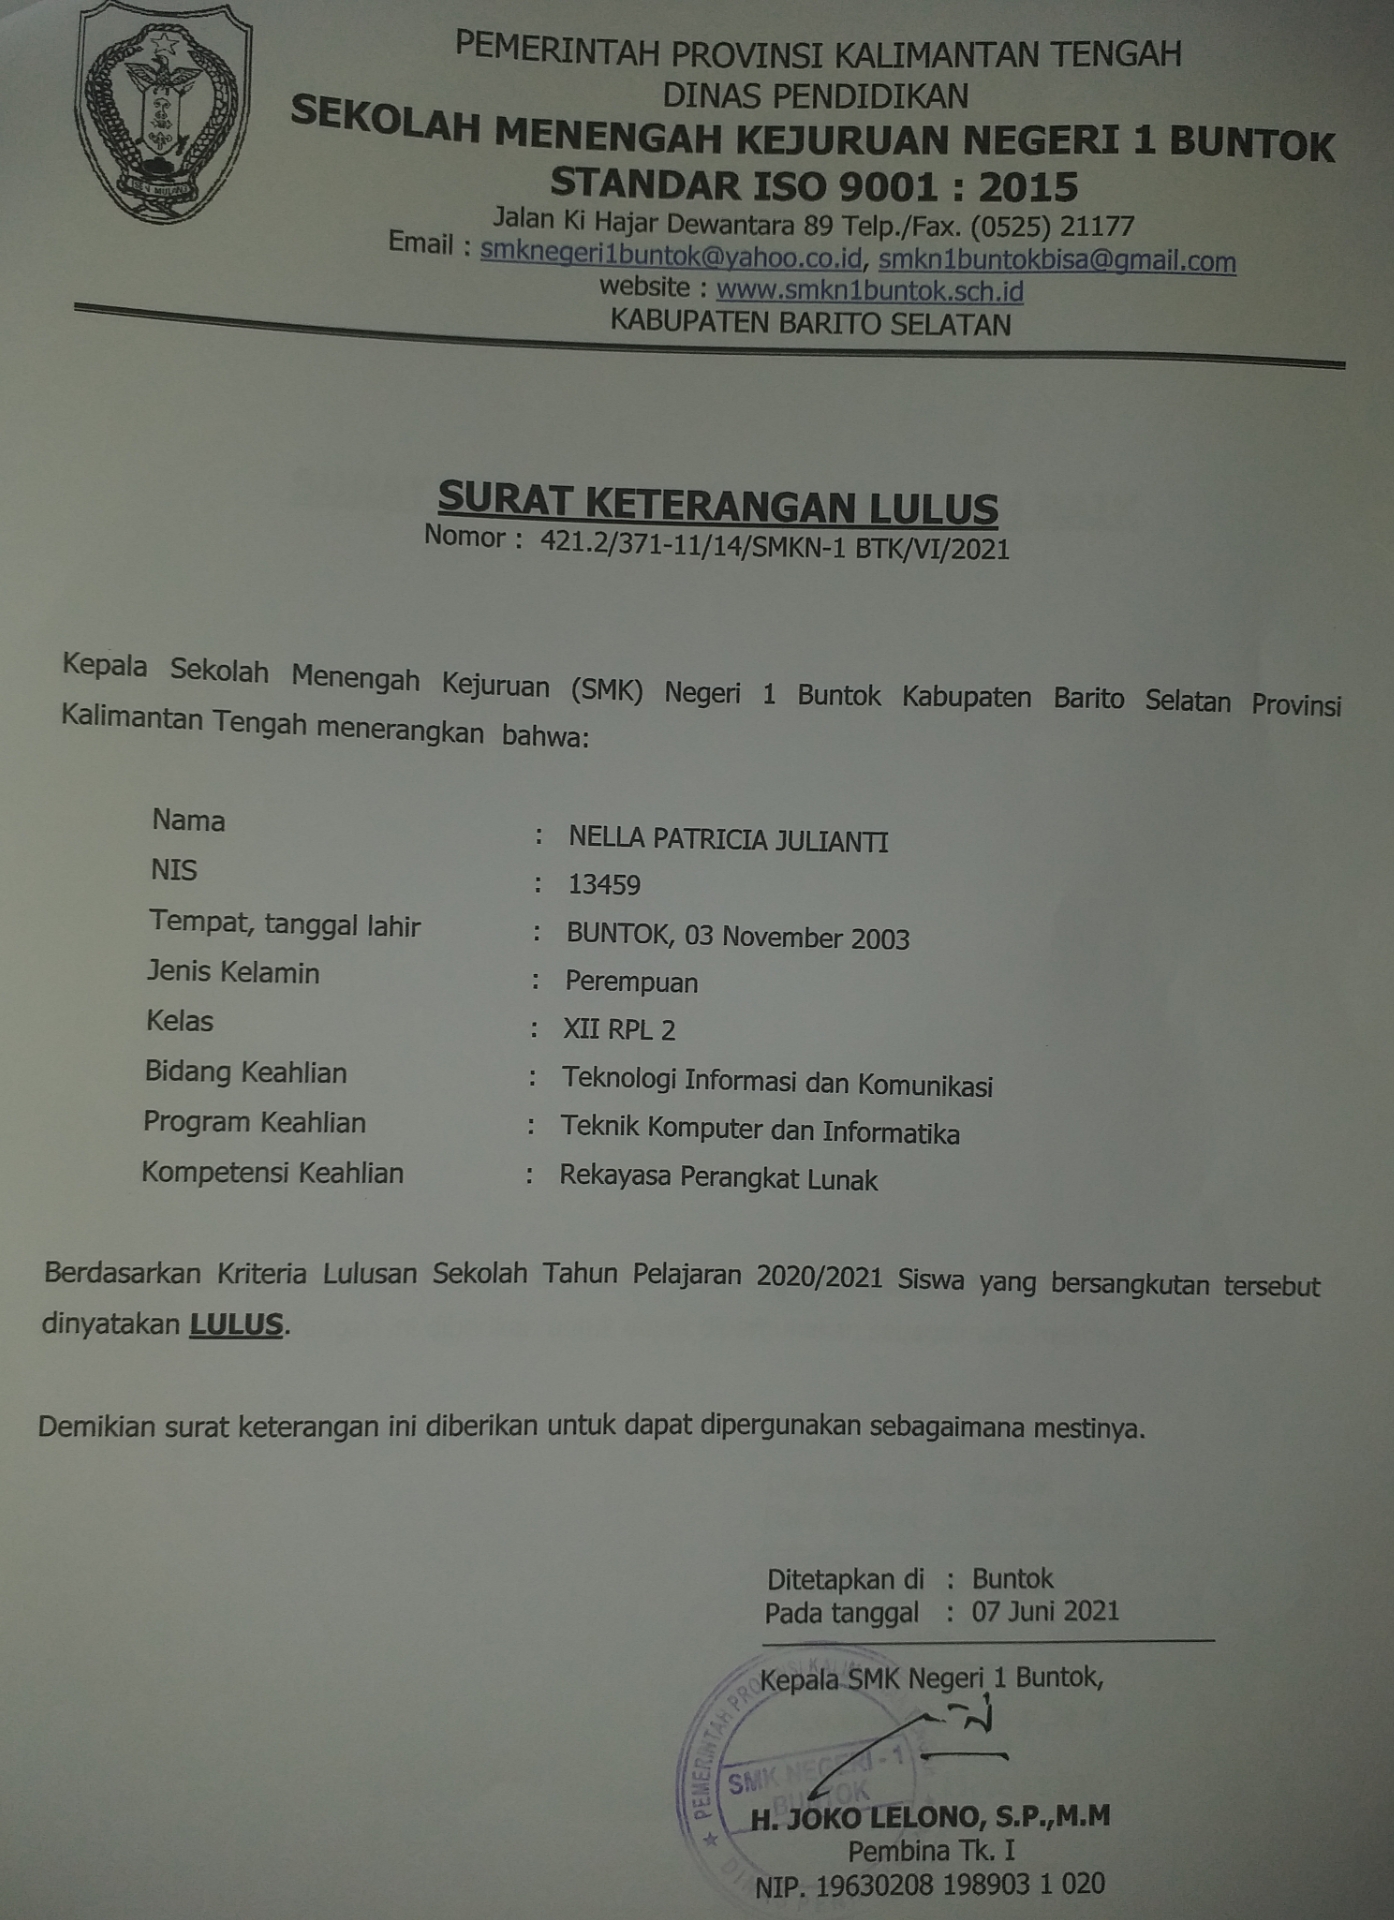 PEMERINTAH PROVINSI KALIMANTAN TENGAH
DINAS PENDIDIKAN
SEKOLAH MENENGAH KEJURUAN NEGERI 1 BUNTOK
STANDAR ISO 9001 : 2015
Jalan Ki Hajar Dewantara 89 Telp./Fax. (0525) 21177
Email : smknegeri1buntok@yahoo.co.id, smkn1buntokbisa@gmail.com
website : www.smkn1buntok.sch.id
KABUPATEN BARITO SELATAN
SURAT KETERANGAN LULUS
Nomor : 421.2/371-11/14/SMKN-1 BTK/VI/2021
Kepala Sekolah Menengah Kejuruan (SMK) Negeri 1 Buntok Kabupaten Barito Selatan Provinsi
Kalimantan Tengah menerangkan bahwa:
Nama : NELLA PATRICIA JULIANTI
NIS : 13459
Tempat, tanggal lahir : BUNTOK, 03 November 2003
Jenis Kelamin : Perempuan
Kelas : XII RPL 2
Bidang Keahlian : Teknologi Informasi dan Komunikasi
Program Keahlian : Teknik Komputer dan Informatika
Kompetensi Keahlian : Rekayasa Perangkat Lunak
Berdasarkan Kriteria Lulusan Sekolah Tahun Pelajaran 2020/2021 Siswa yang bersangkutan tersebut
dinyatakan LULUS.
Demikian surat keterangan ini diberikan untuk dapat dipergunakan sebagaimana mestinya.
Ditetapkan di : Buntok
Pada tanggal : 07 Juni 2021
Kepala SMK Negeri 1 Buntok,
PEMERINTAH PROVINSI
SMK NEGERI - 1
BUNTOK
H. JOKO LELONO, S.P.,M.M
Pembina Tk. I
NIP. 19630208 198903 1 020